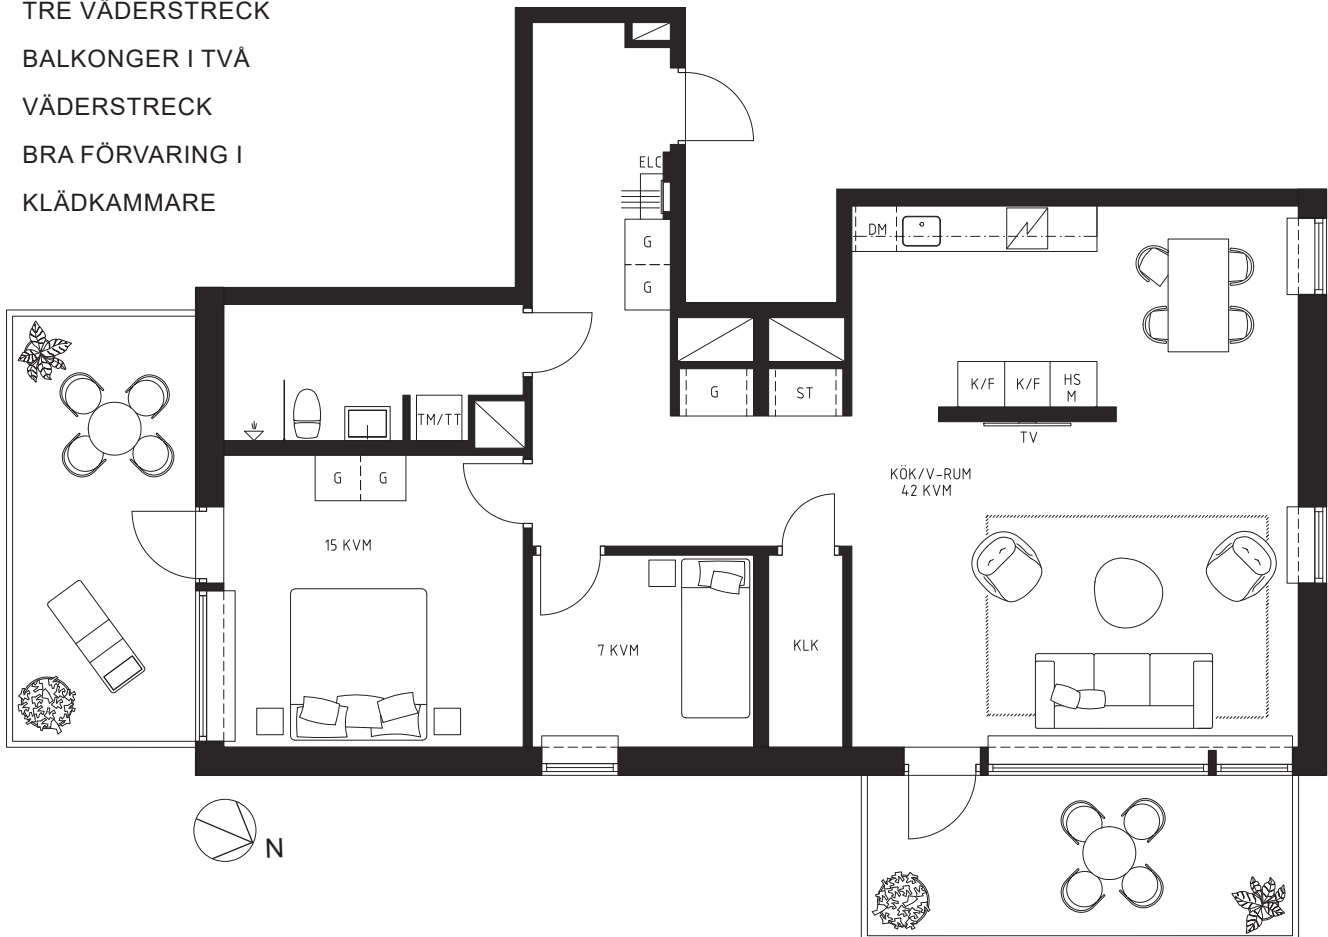 TRE VÄDERSTRECK
BALKONGER I TVÅ
VÄDERSTRECK
BRA FÖRVARING I
KLÄDKAMMARE
ELC
G
G
DM
K/F K/F HS
M
TV
G ST
TM/TT
G G
KÖK/V-RUM
42 KVM
15 KVM
7 KVM
KLK
N